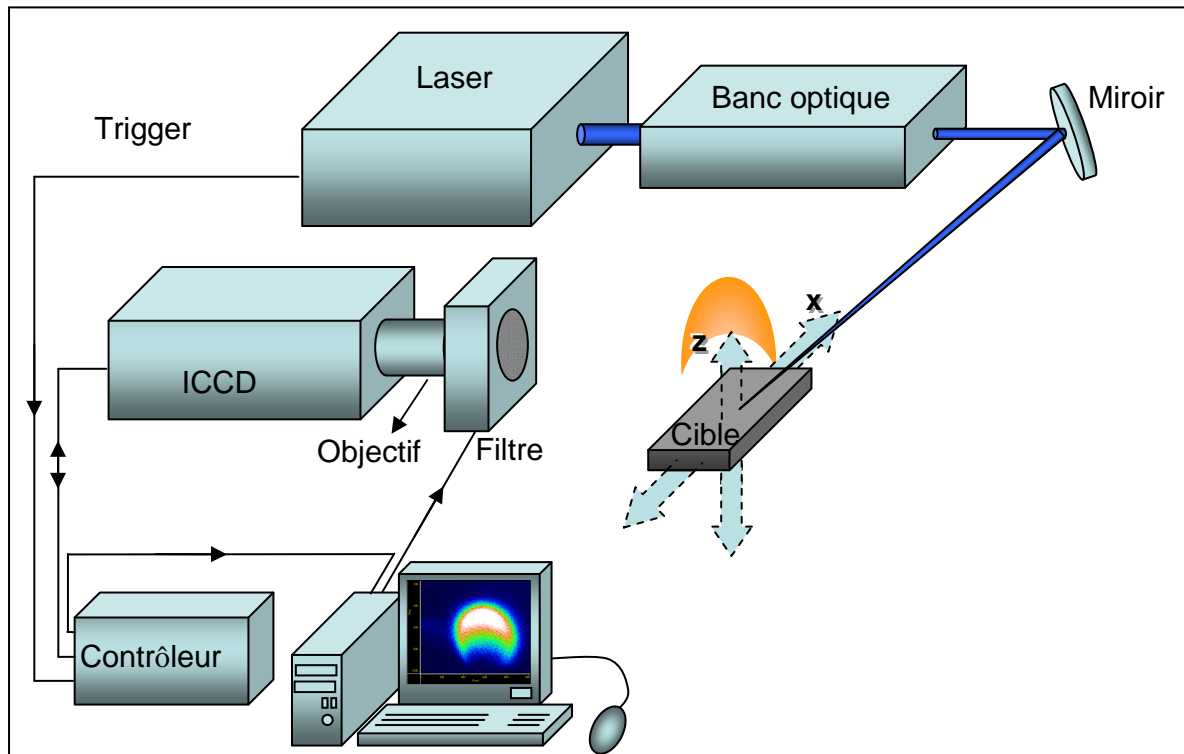 Laser
Banc optique
Miroir
Trigger
x
z
ICCD
Cible
Objectif
Filtre
Contrôleur